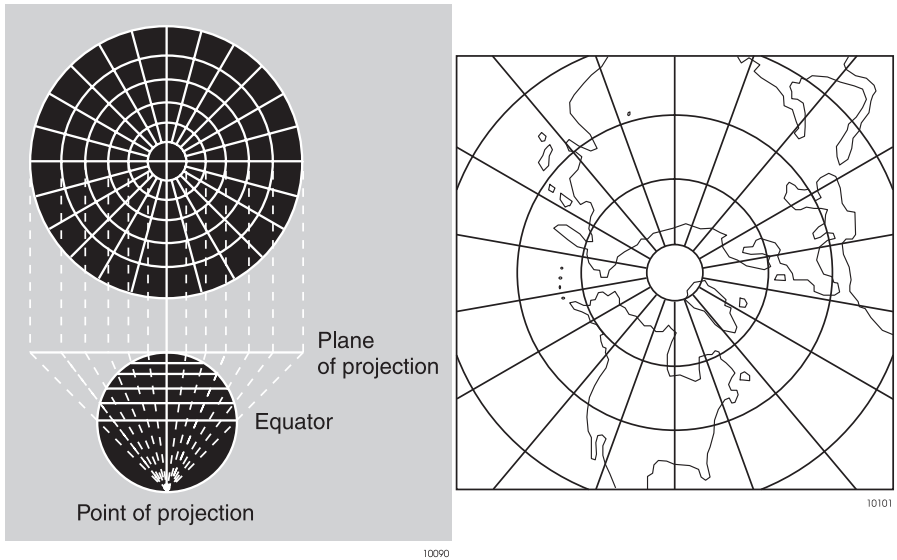 Plane
of projection
Equator
Point of projection
10090
10101